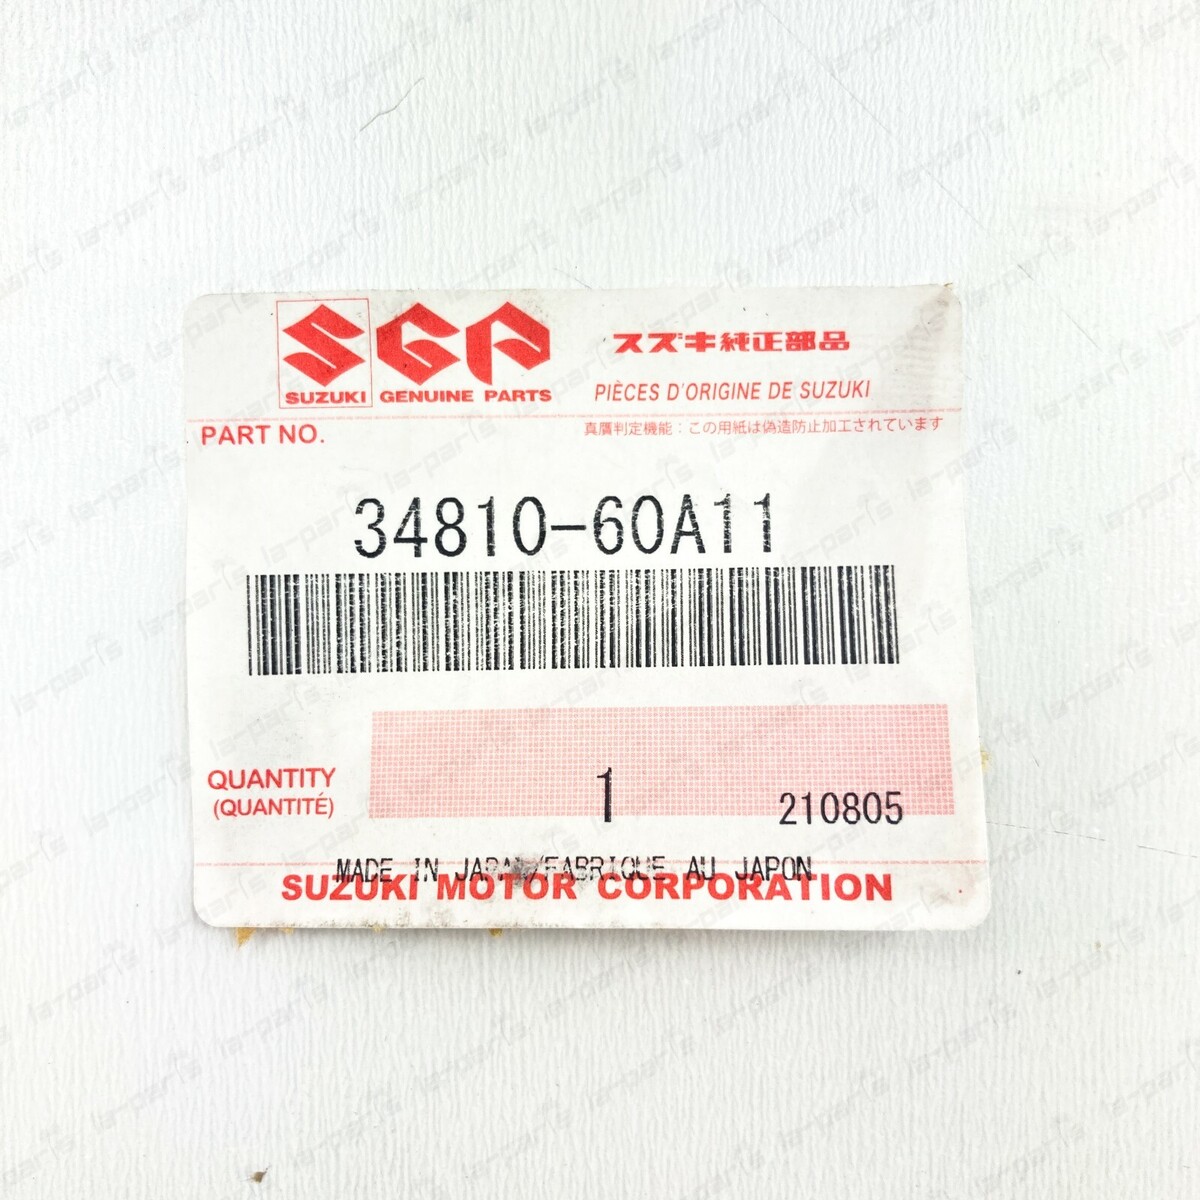 SGP
スズキ純正部品
SUZUKI GENUINE PARTS
PIÈCES D'ORIGINE DE SUZUKI
PART NO.
真贋判定機能：この用紙は偽造防止加工されています
34810-60A11
QUANTITY
(QUANTITÉ)
1
210805
MADE IN JAPAN/FABRIQUE AU JAPON
SUZUKI MOTOR CORPORATION
la-parts